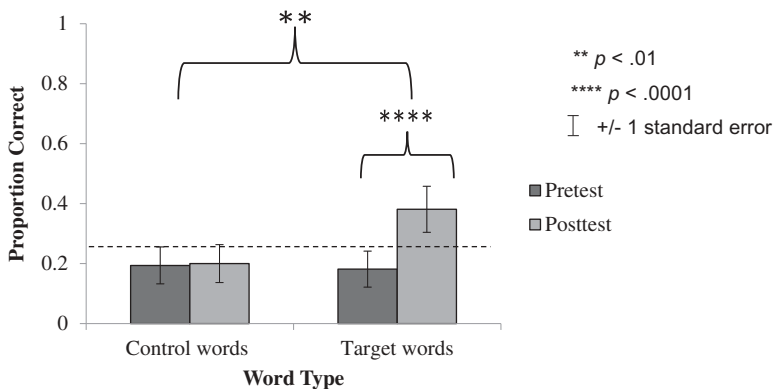 1
0.8
0.6
0.4
0.2
0
Proportion Correct
**
****
Control words
Target words
Word Type
** p < .01
**** p < .0001
+/- 1 standard error
Pretest
Posttest